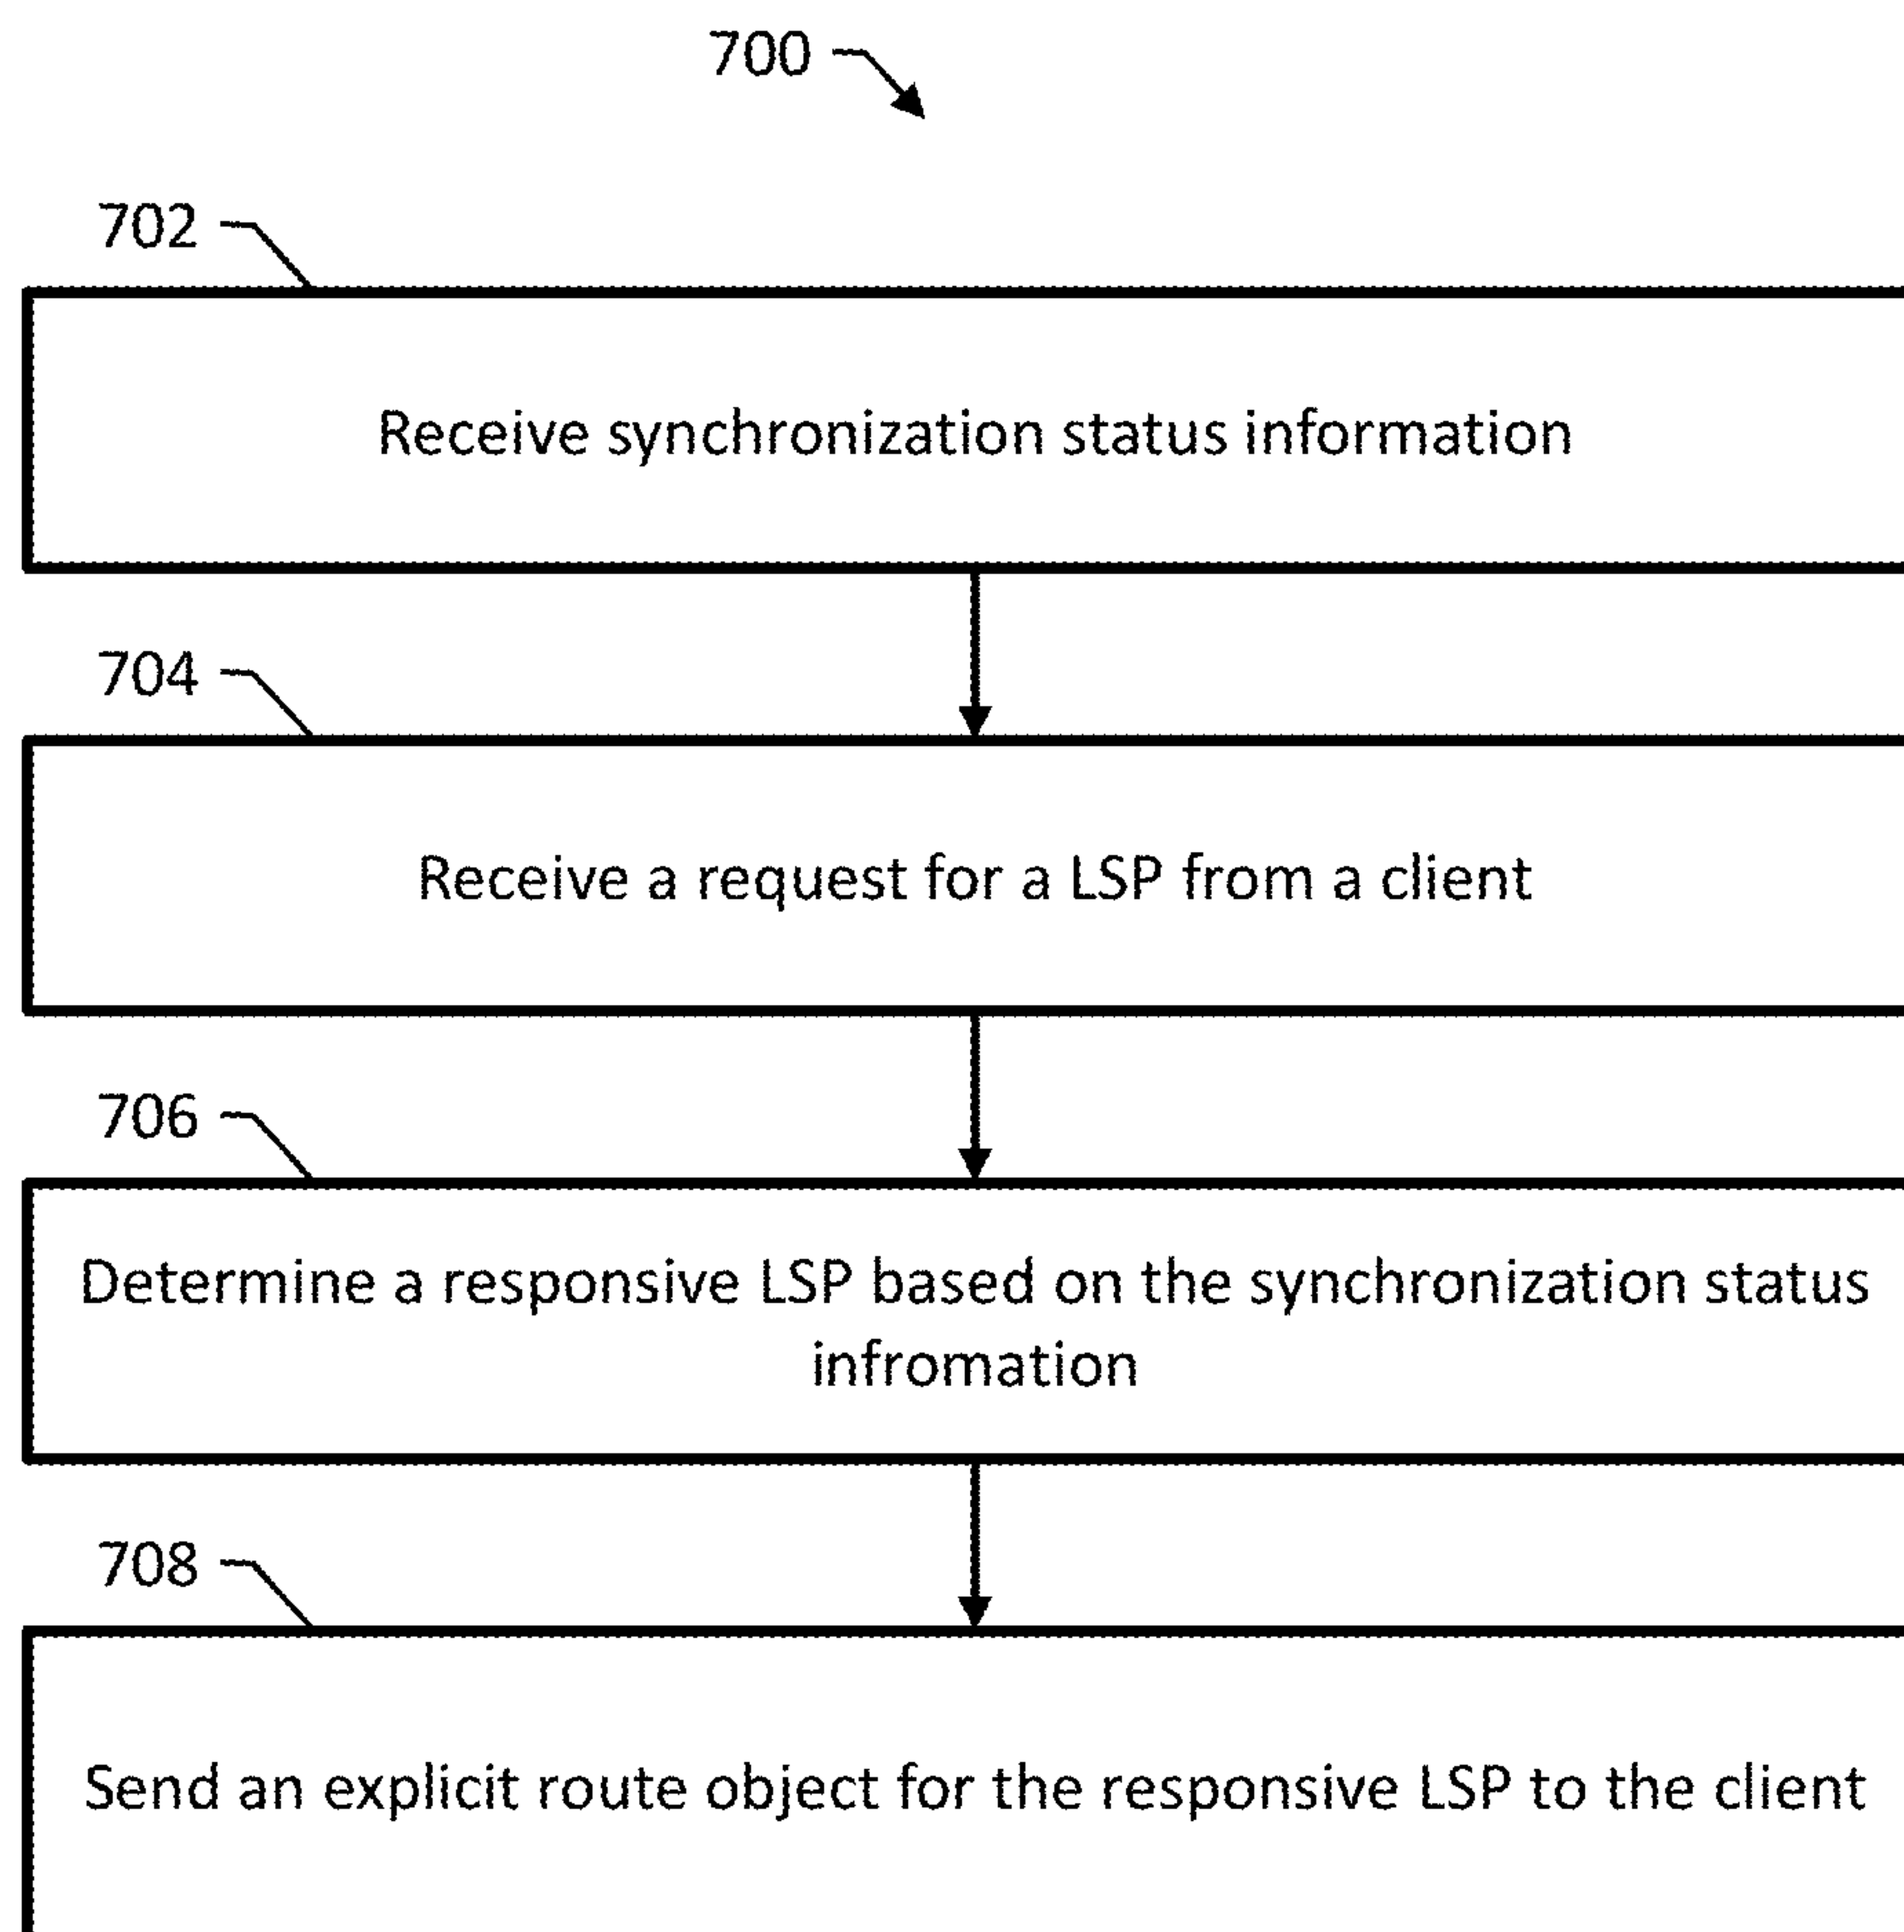 700
702
Receive synchronization status information
704
Receive a request for a LSP from a client
706
Determine a responsive LSP based on the synchronization status
infromation
708
Send an explicit route object for the responsive LSP to the client